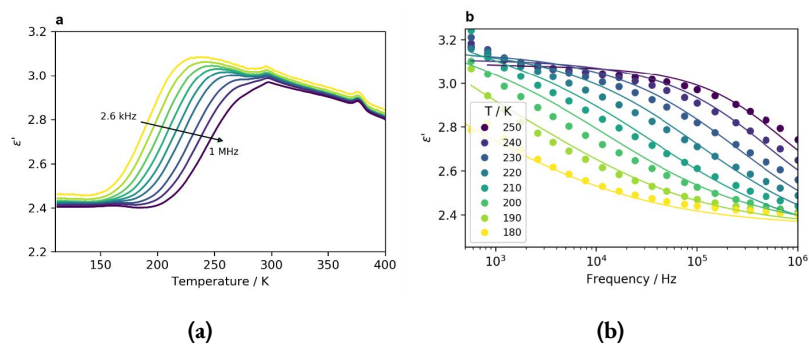 a
3.2
3.0
2.8
2.6
2.4
2.2
ε'
2.6 kHz
1 MHz
150 200 250 300 350 400
Temperature / K
(a)
b
3.2
3.0
2.8
2.6
2.4
ε'
T / K
250
240
230
220
210
200
190
180
10³ 10⁴ 10⁵ 10⁶
Frequency / Hz
(b)